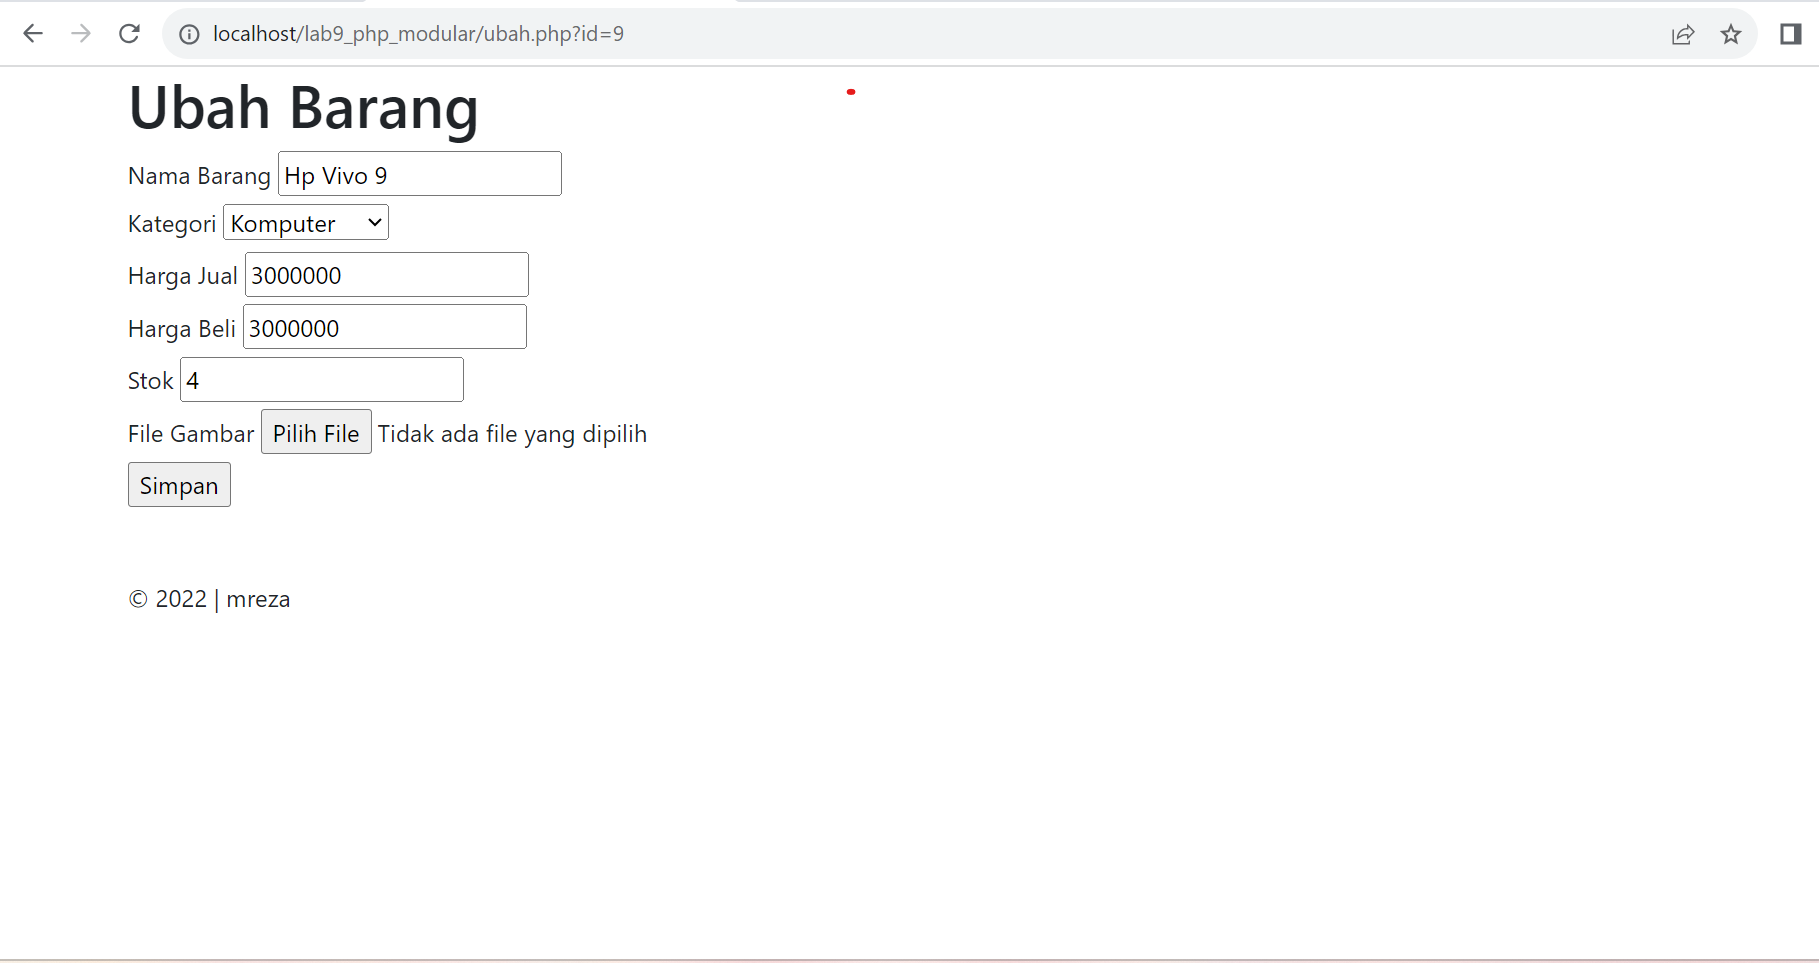 localhost/lab9_php_modular/ubah.php?id=9
Ubah Barang
Nama Barang Hp Vivo 9
Kategori Komputer
Harga Jual 3000000
Harga Beli 3000000
Stok 4
File Gambar Pilih File Tidak ada file yang dipilih
Simpan
© 2022 | mreza